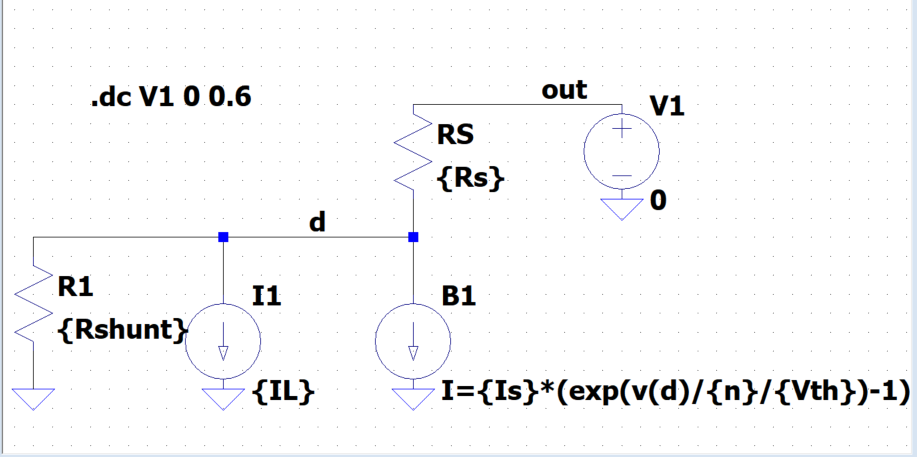 .dc V1 0 0.6
out
V1
RS
{Rs}
0
d
R1
{Rshunt}
I1
{IL}
B1
I={Is}*(exp(v(d)/{n}/{Vth})-1)